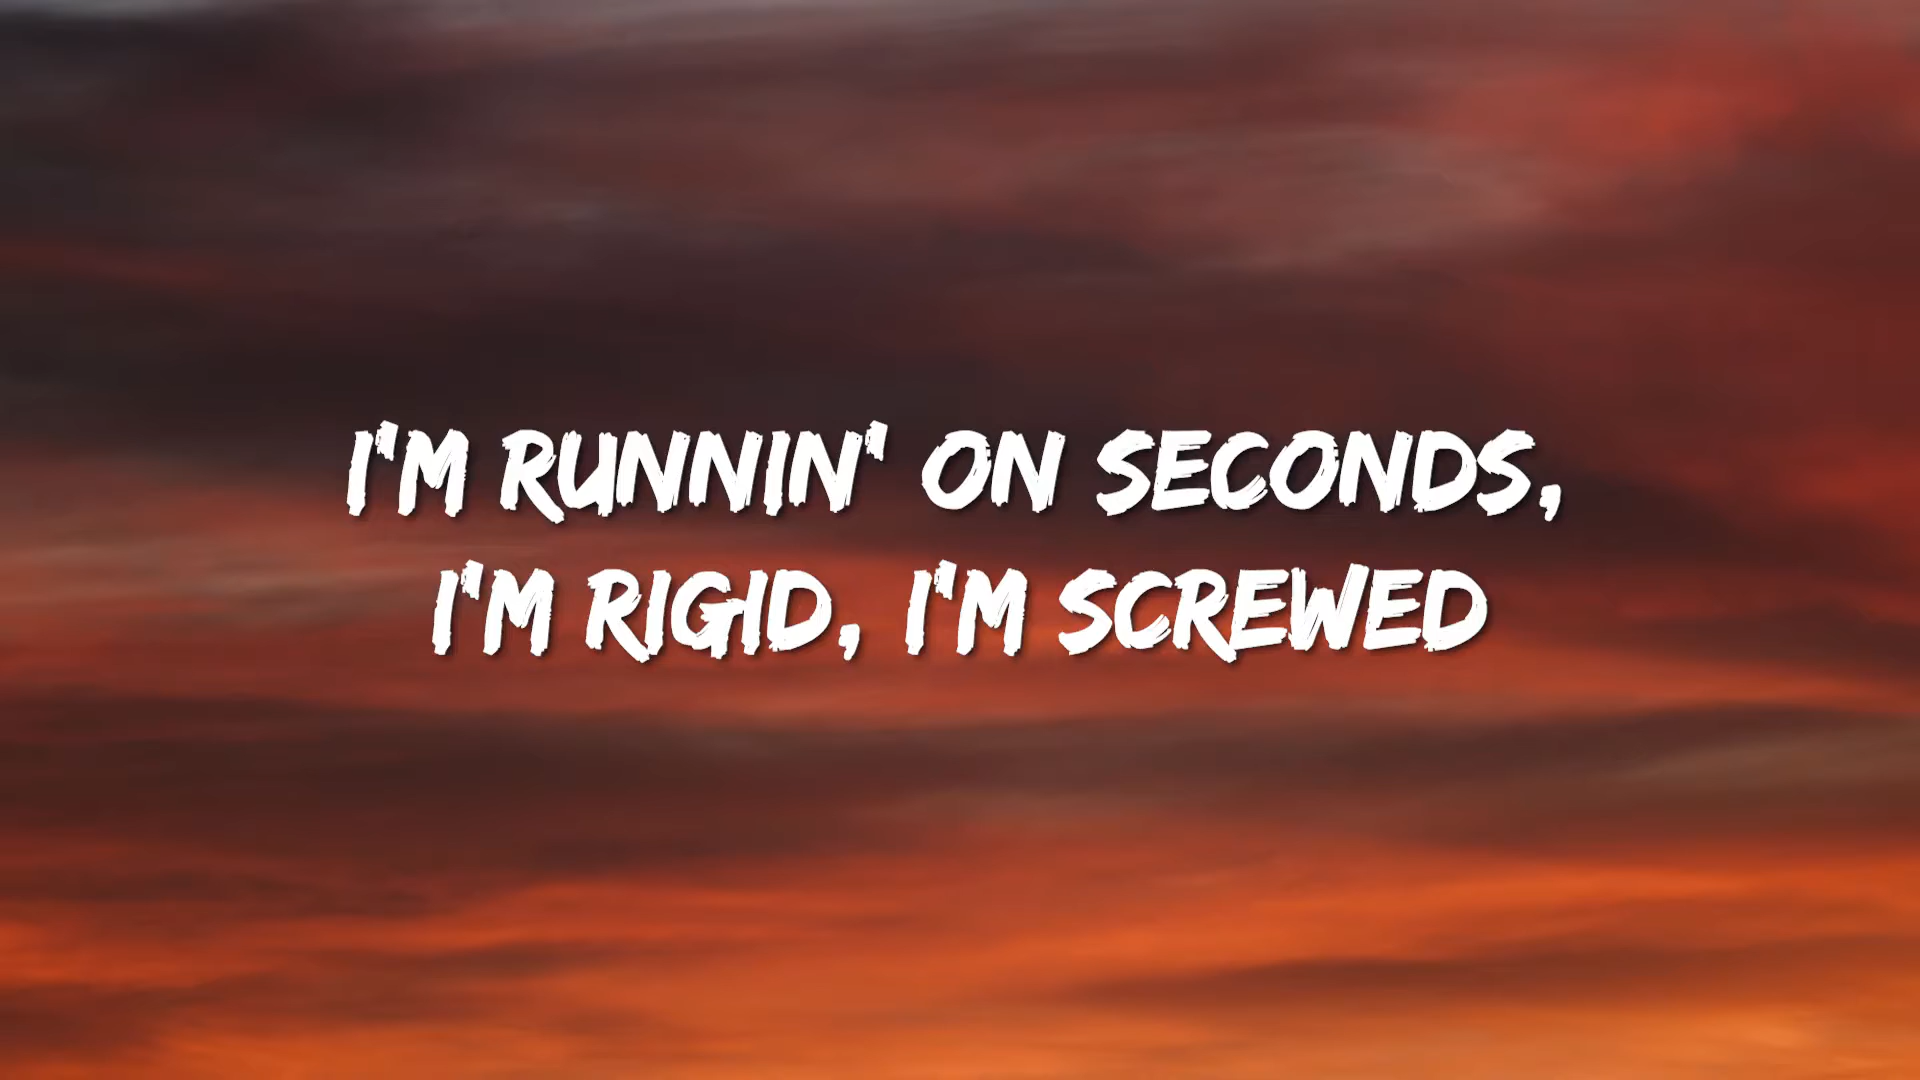 I'M RUNNIN' ON SECONDS,
I'M RIGID, I'M SCREWED